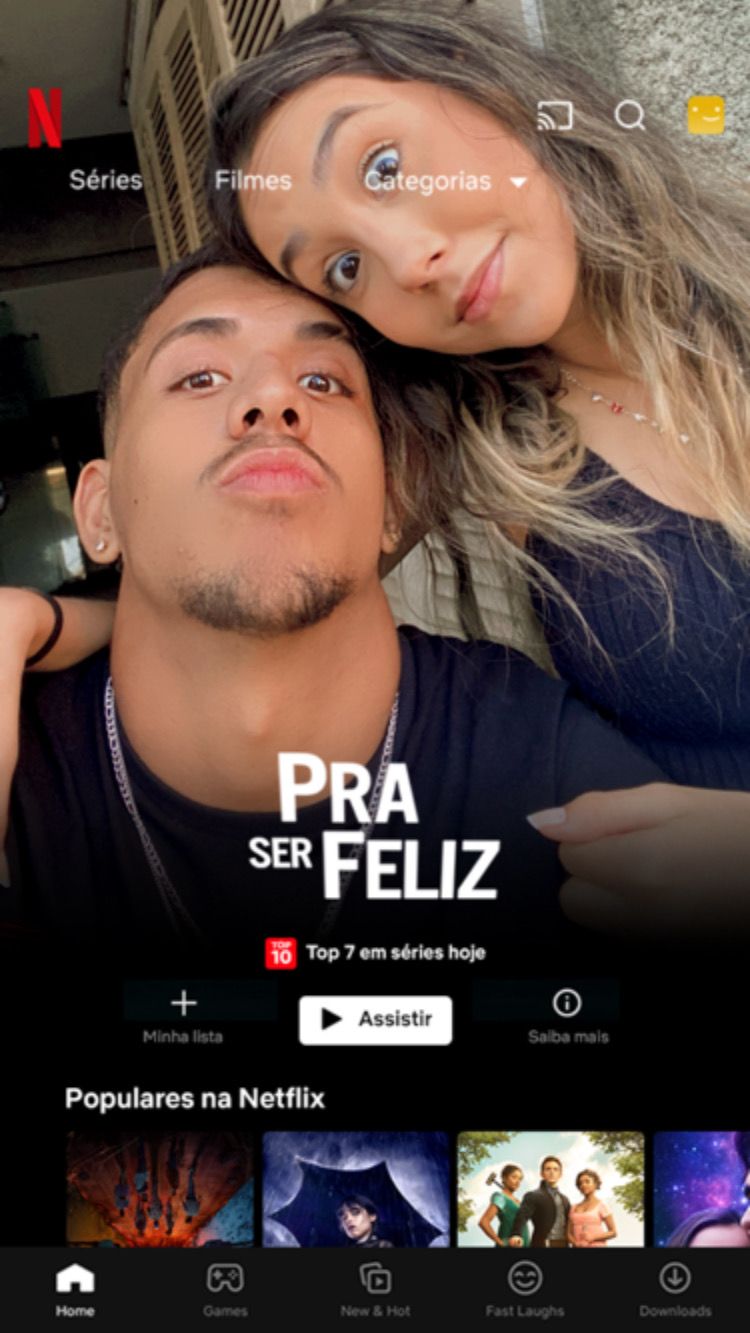 N
Séries Filmes Categorias
PRA
SER FELIZ
TOP
10
Top 7 em séries hoje
Minha lista
Assistir
Saiba mais
Populares na Netflix
Home Games New & Hot Fast Laughs Downloads